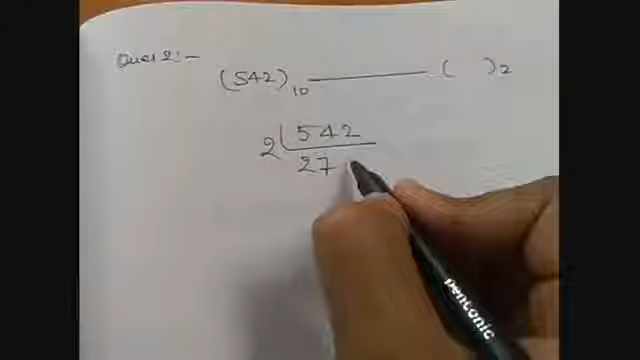 Ques 2:-
(542)10 ——— ( )2
2 | 542
27
pentonic